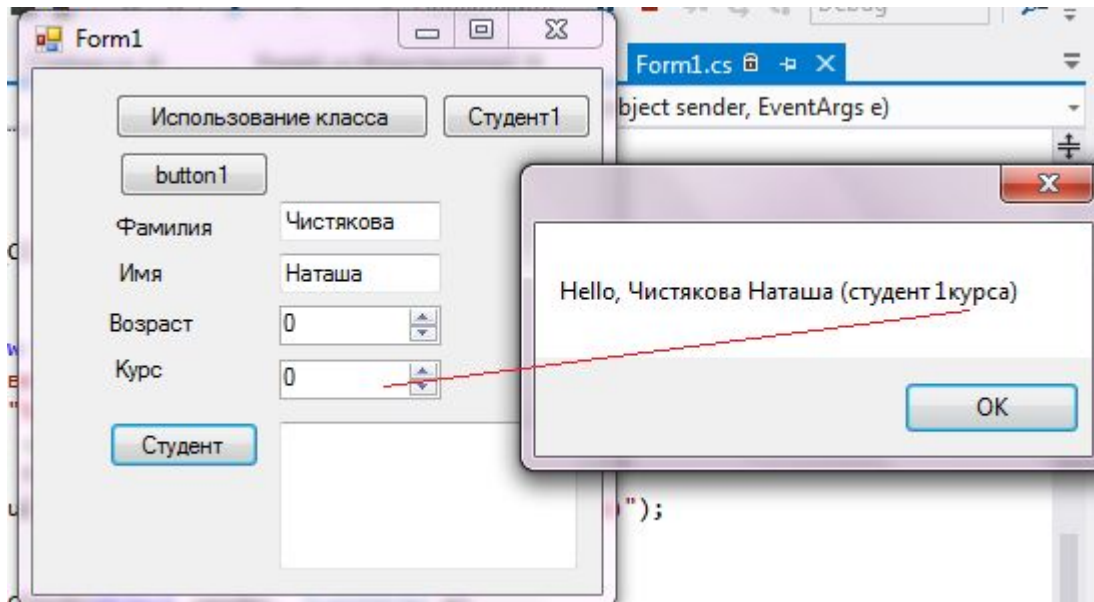 Form1
Form1.cs
bject sender, EventArgs e)
Использование класса
Студент1
button1
Фамилия
Чистякова
Имя
Наташа
Возраст
0
Курс
0
Студент
Hello, Чистякова Наташа (студент 1курса)
OK
)");